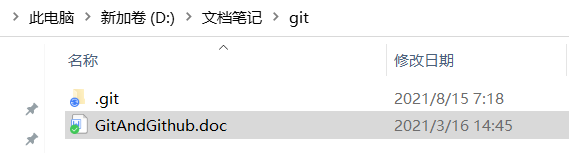 此电脑 > 新加卷 (D:) > 文档笔记 > git
名称 修改日期
.git 2021/8/15 7:18
GitAndGithub.doc 2021/3/16 14:45